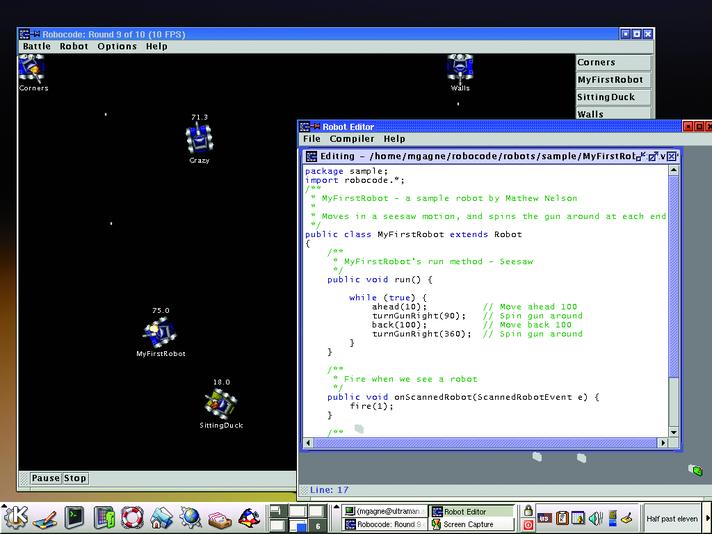 Robocode: Round 9 of 10 (10 FPS)
Battle Robot Options Help
Corners
Walls
71.3
Crazy
75.0
MyFirstRobot
18.0
SittingDuck
Pause Stop
Corners
MyFirstRobot
SittingDuck
Walls
Robot Editor
File Compiler Help
Editing - /home/mgagne/robocode/robots/sample/MyFirstRot
package sample;
import robocode.*;
/**
 * MyFirstRobot - a sample robot by Mathew Nelson
 *
 * Moves in a seesaw motion, and spins the gun around at each end
 */
public class MyFirstRobot extends Robot
{
    /**
     * MyFirstRobot's run method - Seesaw
     */
    public void run() {

        while (true) {
            ahead(10);          // Move ahead 100
            turnGunRight(90);   // Spin gun around
            back(100);          // Move back 100
            turnGunRight(360);  // Spin gun around
        }
    }

    /**
     * Fire when we see a robot
     */
    public void onScannedRobot(ScannedRobotEvent e) {
        fire(1);
    }

    /**
Line: 17
6
(mgagne@ultraman.
Robot Editor
Robocode: Round 9
Screen Capture
US
Half past eleven